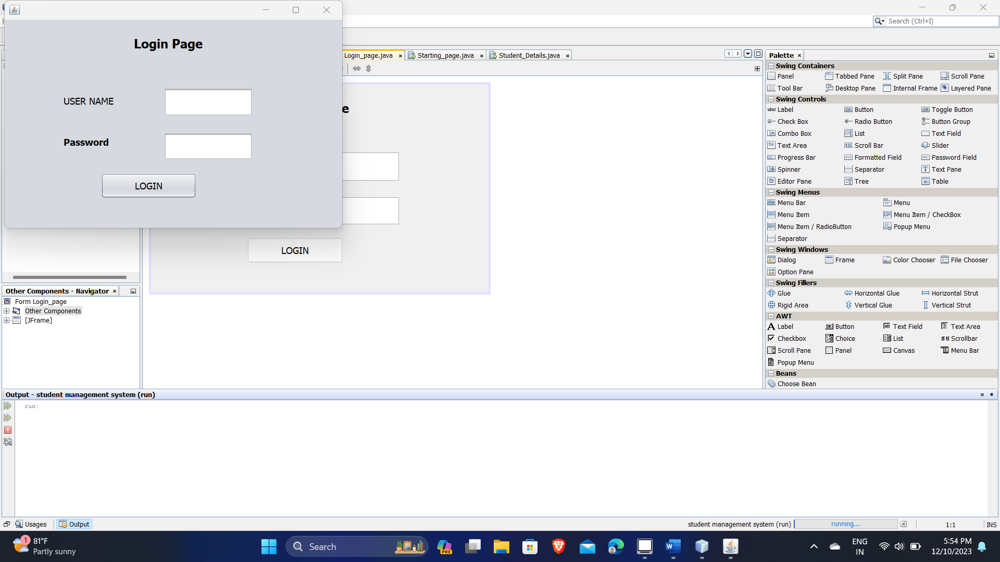 Search (Ctrl+I)
Login Page
USER NAME
Password
LOGIN
Login_page.java
Starting_page.java
Student_Details.java
e
LOGIN
Palette
Swing Containers
Panel Tabbed Pane Split Pane Scroll Pane
Tool Bar Desktop Pane Internal Frame Layered Pane
Swing Controls
label Label OK Button ON Toggle Button
Check Box Radio Button Button Group
Combo Box List Text Field
Text Area Scroll Bar Slider
Progress Bar Formatted Field Password Field
Spinner Separator Text Pane
Editor Pane Tree Table
Swing Menus
File Menu Bar Menu
Menu Item Menu Item / CheckBox
Menu Item / RadioButton Popup Menu
Separator
Swing Windows
Dialog Frame Color Chooser File Chooser
Option Pane
Swing Fillers
Glue Horizontal Glue Horizontal Strut
Rigid Area Vertical Glue Vertical Strut
AWT
A Label OK Button ab Text Field Text Area
Checkbox Choice List Scrollbar
Scroll Pane Panel Canvas Menu Bar
Popup Menu
Beans
Choose Bean
Other Components - Navigator
Form Login_page
Other Components
[JFrame]
Output - student management system (run)
run:
Usages
Output
student management system (run)
running...
1:1
INS
1
81°F
Partly sunny
Search
PRE
W
ENG
IN
5:54 PM
12/10/2023